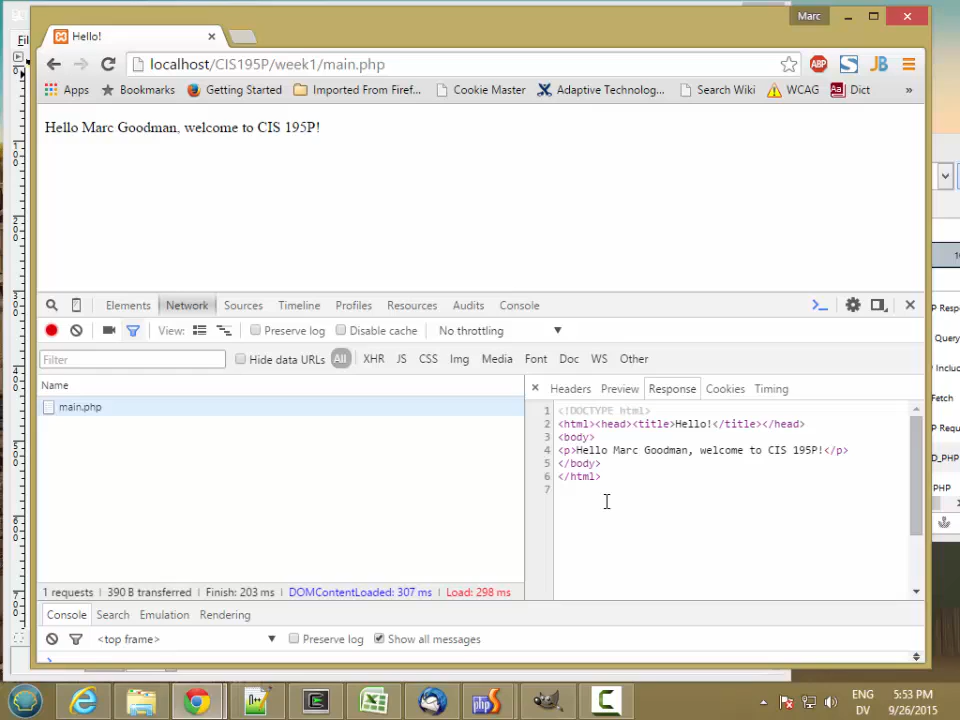 Marc
Hello!
localhost/CIS195P/week1/main.php
ABP
S
JB
Apps
Bookmarks
Getting Started
Imported From Firef...
Cookie Master
Adaptive Technolog...
Search Wiki
WCAG
Dict
»
Hello Marc Goodman, welcome to CIS 195P!
Elements
Network
Sources
Timeline
Profiles
Resources
Audits
Console
View:
Preserve log
Disable cache
No throttling
Filter
Hide data URLs
All
XHR
JS
CSS
Img
Media
Font
Doc
WS
Other
Name
main.php
Headers
Preview
Response
Cookies
Timing
1 <!DOCTYPE html>
2 <html><head><title>Hello!</title></head>
3 <body>
4 <p>Hello Marc Goodman, welcome to CIS 195P!</p>
5 </body>
6 </html>
7
1 requests | 390 B transferred | Finish: 203 ms | DOMContentLoaded: 307 ms | Load: 298 ms
Console
Search
Emulation
Rendering
<top frame>
Preserve log
Show all messages
ENG
DV
5:53 PM
9/26/2015